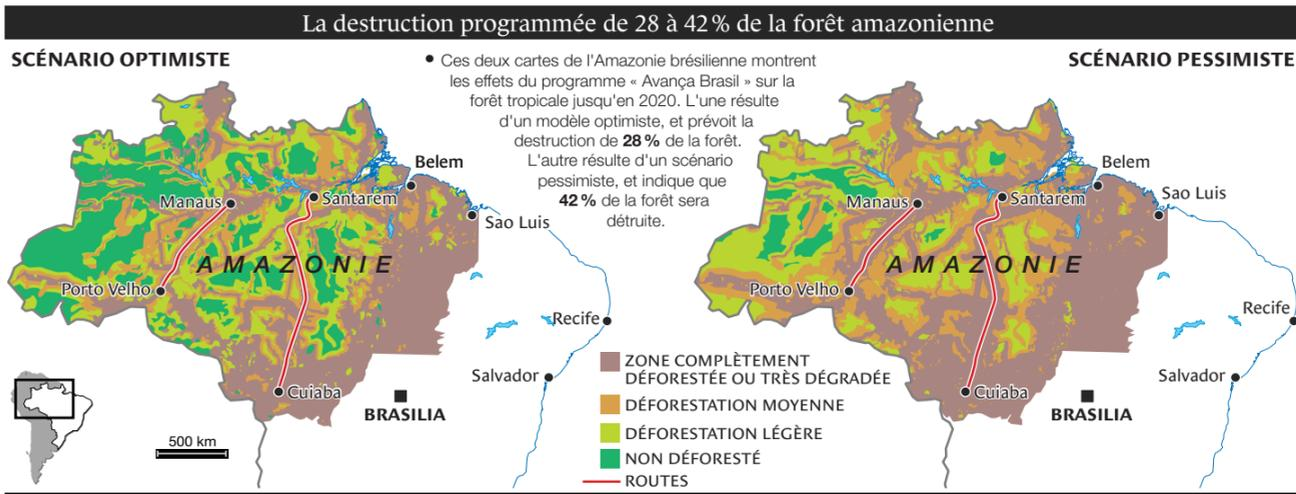 La destruction programmée de 28 à 42 % de la forêt amazonienne
SCÉNARIO OPTIMISTE
• Ces deux cartes de l'Amazonie brésilienne montrent
les effets du programme « Avança Brasil » sur la
forêt tropicale jusqu'en 2020. L'une résulte
d'un modèle optimiste, et prévoit la
destruction de 28 % de la forêt.
L'autre résulte d'un scénario
pessimiste, et indique que
42 % de la forêt sera
détruite.
SCÉNARIO PESSIMISTE
Belem
Manaus
Santarem
Sao Luis
AMAZONIE
Porto Velho
Recife
Salvador
Cuiaba
BRASILIA
500 km
Belem
Sao Luis
Manaus
Santarem
AMAZONIE
Porto Velho
Recife
Salvador
Cuiaba
BRASILIA
ZONE COMPLÈTEMENT
DÉFORESTÉE OU TRÈS DÉGRADÉE
DÉFORESTATION MOYENNE
DÉFORESTATION LÉGÈRE
NON DÉFORESTÉ
ROUTES